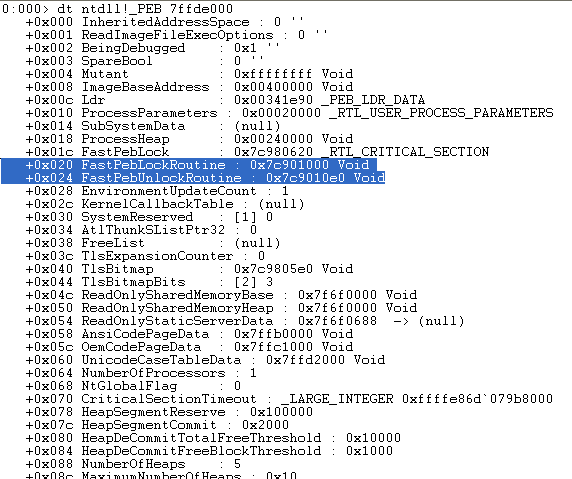 0:000> dt ntdll!_PEB 7ffde000
+0x000 InheritedAddressSpace : 0 ''
+0x001 ReadImageFileExecOptions : 0 ''
+0x002 BeingDebugged    : 0x1 ''
+0x003 SpareBool        : 0 ''
+0x004 Mutant           : 0xffffffff Void
+0x008 ImageBaseAddress : 0x00400000 Void
+0x00c Ldr              : 0x00341e90 _PEB_LDR_DATA
+0x010 ProcessParameters : 0x00020000 _RTL_USER_PROCESS_PARAMETERS
+0x014 SubSystemData    : (null)
+0x018 ProcessHeap      : 0x00240000 Void
+0x01c FastPebLock      : 0x7c980620 _RTL_CRITICAL_SECTION
+0x020 FastPebLockRoutine : 0x7c901000 Void
+0x024 FastPebUnlockRoutine : 0x7c9010e0 Void
+0x028 EnvironmentUpdateCount : 1
+0x02c KernelCallbackTable : (null)
+0x030 SystemReserved   : [1] 0
+0x034 AtlThunkSListPtr32 : 0
+0x038 FreeList         : (null)
+0x03c TlsExpansionCounter : 0
+0x040 TlsBitmap        : 0x7c9805e0 Void
+0x044 TlsBitmapBits    : [2] 3
+0x04c ReadOnlySharedMemoryBase : 0x7f6f0000 Void
+0x050 ReadOnlySharedMemoryHeap : 0x7f6f0000 Void
+0x054 ReadOnlyStaticServerData : 0x7f6f0688  -> (null)
+0x058 AnsiCodePageData : 0x7ffb0000 Void
+0x05c OemCodePageData  : 0x7ffc1000 Void
+0x060 UnicodeCaseTableData : 0x7ffd2000 Void
+0x064 NumberOfProcessors : 1
+0x068 NtGlobalFlag     : 0
+0x070 CriticalSectionTimeout : _LARGE_INTEGER 0xffffe86d`079b8000
+0x078 HeapSegmentReserve : 0x100000
+0x07c HeapSegmentCommit : 0x2000
+0x080 HeapDeCommitTotalFreeThreshold : 0x10000
+0x084 HeapDeCommitFreeBlockThreshold : 0x1000
+0x088 NumberOfHeaps    : 5
+0x08c MaximumNumberOfHeaps : 0x10